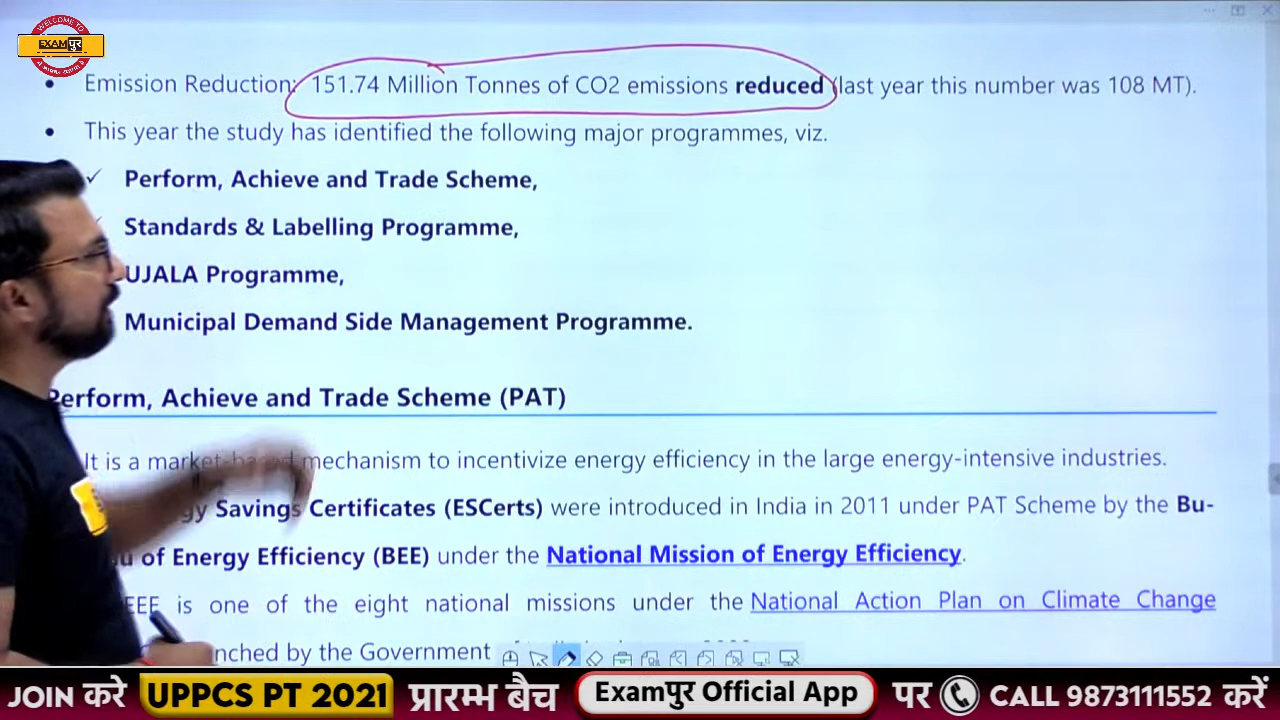 WELCOME TO
EXAMपुर
Emission Reduction: 151.74 Million Tonnes of CO2 emissions reduced (last year this number was 108 MT).
This year the study has identified the following major programmes, viz.
Perform, Achieve and Trade Scheme,
Standards & Labelling Programme,
UJALA Programme,
Municipal Demand Side Management Programme.
Perform, Achieve and Trade Scheme (PAT)
It is a market-based mechanism to incentivize energy efficiency in the large energy-intensive industries.
Savings Certificates (ESCerts) were introduced in India in 2011 under PAT Scheme by the Bu-
of Energy Efficiency (BEE) under the National Mission of Energy Efficiency.
is one of the eight national missions under the National Action Plan on Climate Change
by the Government
JOIN करे UPPCS PT 2021 प्रारम्भ बैच Examपुर Official App पर CALL 9873111552 करें